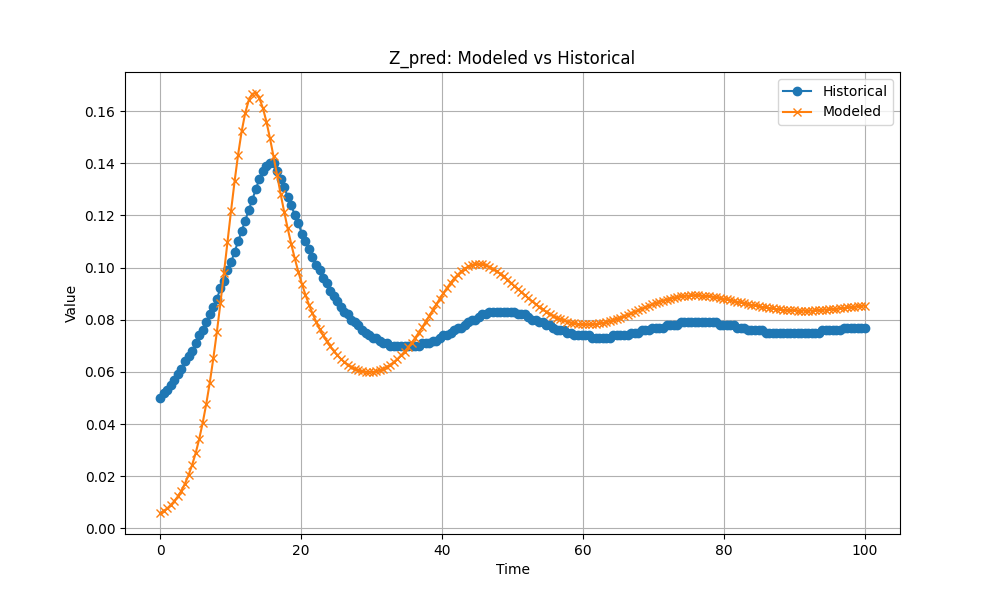 Z_pred: Modeled vs Historical
Historical
Modeled
0.16
0.14
0.12
0.10
0.08
0.06
0.04
0.02
0.00
Value
0 20 40 60 80 100
Time